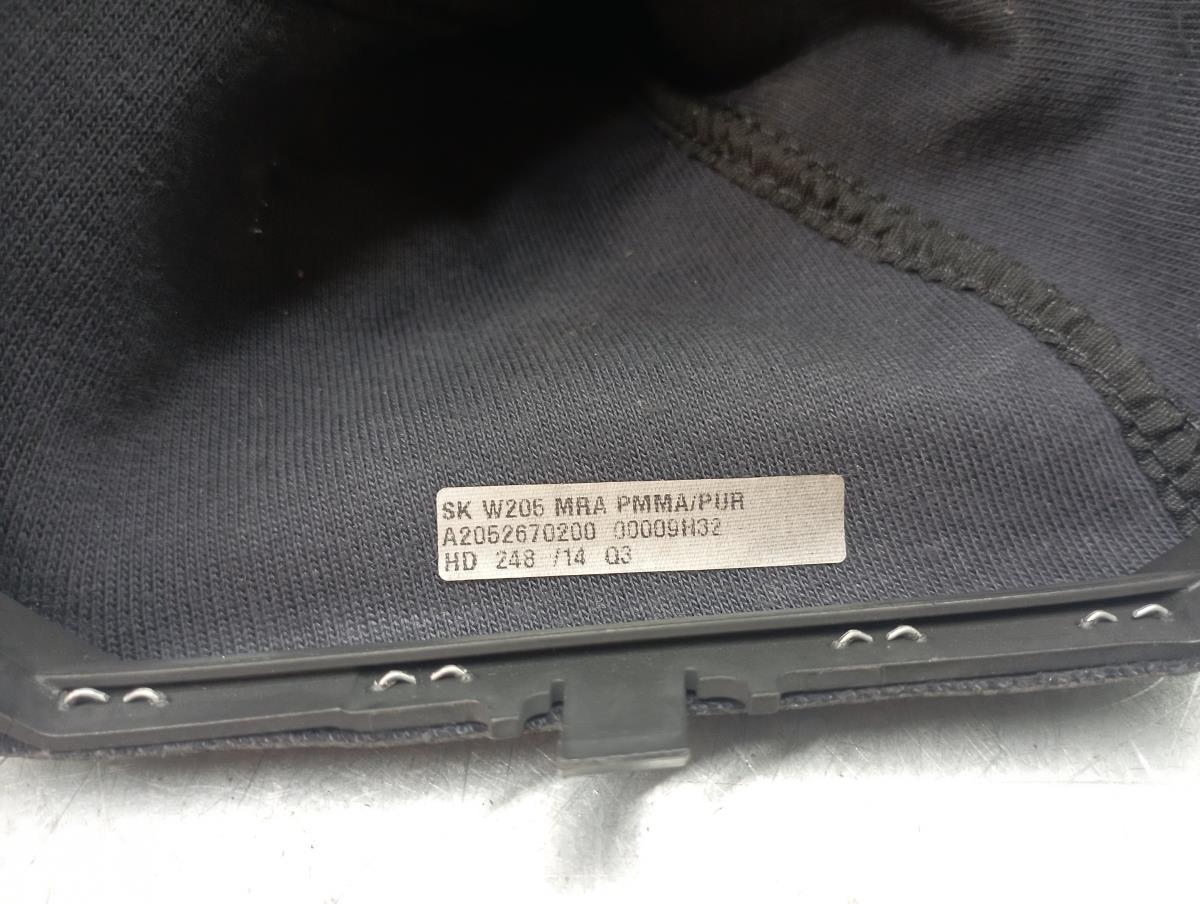 SK W205 MRA PMMA/PUR
A2052670200 00009H32
HD 248 /14 Q3